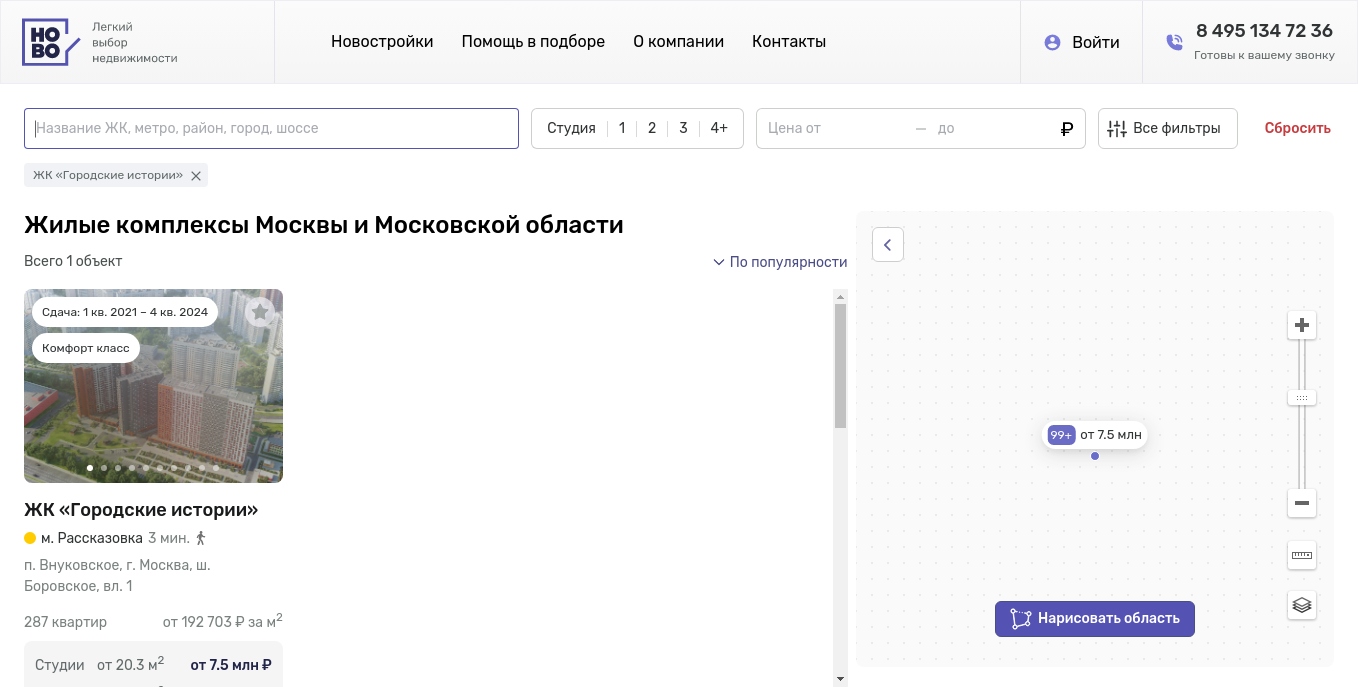 НО
ВО
Легкий
выбор
недвижимости
Новостройки
Помощь в подборе
О компании
Контакты
Войти
8 495 134 72 36
Готовы к вашему звонку
Название ЖК, метро, район, город, шоссе
Студия 1 2 3 4+
Цена от — до ₽
Все фильтры
Сбросить
ЖК «Городские истории»
Жилые комплексы Москвы и Московской области
Всего 1 объект
По популярности
Сдача: 1 кв. 2021 – 4 кв. 2024
Комфорт класс
ЖК «Городские истории»
м. Рассказовка 3 мин.
п. Внуковское, г. Москва, ш.
Боровское, вл. 1
287 квартир от 192 703 ₽ за м2
Студии от 20.3 м2 от 7.5 млн ₽
99+ от 7.5 млн
Нарисовать область